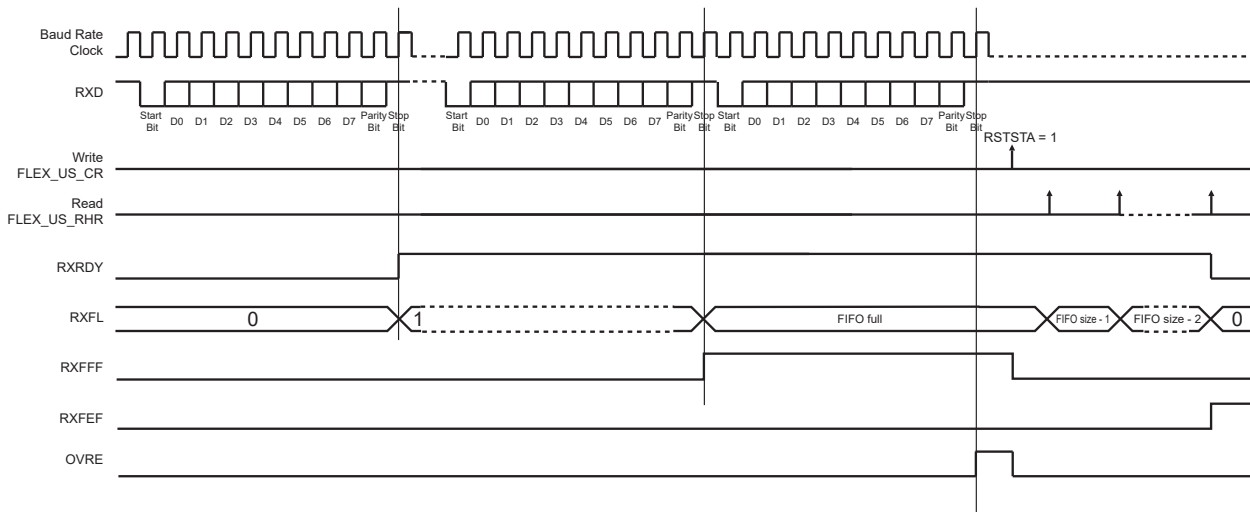 Baud Rate
Clock
RXD
Start D0 D1 D2 D3 D4 D5 D6 D7 Parity Stop
Bit Bit Bit
Start D0 D1 D2 D3 D4 D5 D6 D7 Parity Stop
Bit Bit Bit
Start D0 D1 D2 D3 D4 D5 D6 D7 Parity Stop
Bit Bit Bit
RSTSTA = 1
Write
FLEX_US_CR
Read
FLEX_US_RHR
RXRDY
RXFL 0 1 FIFO full FIFO size - 1 FIFO size - 2 0
RXFFF
RXFEF
OVRE